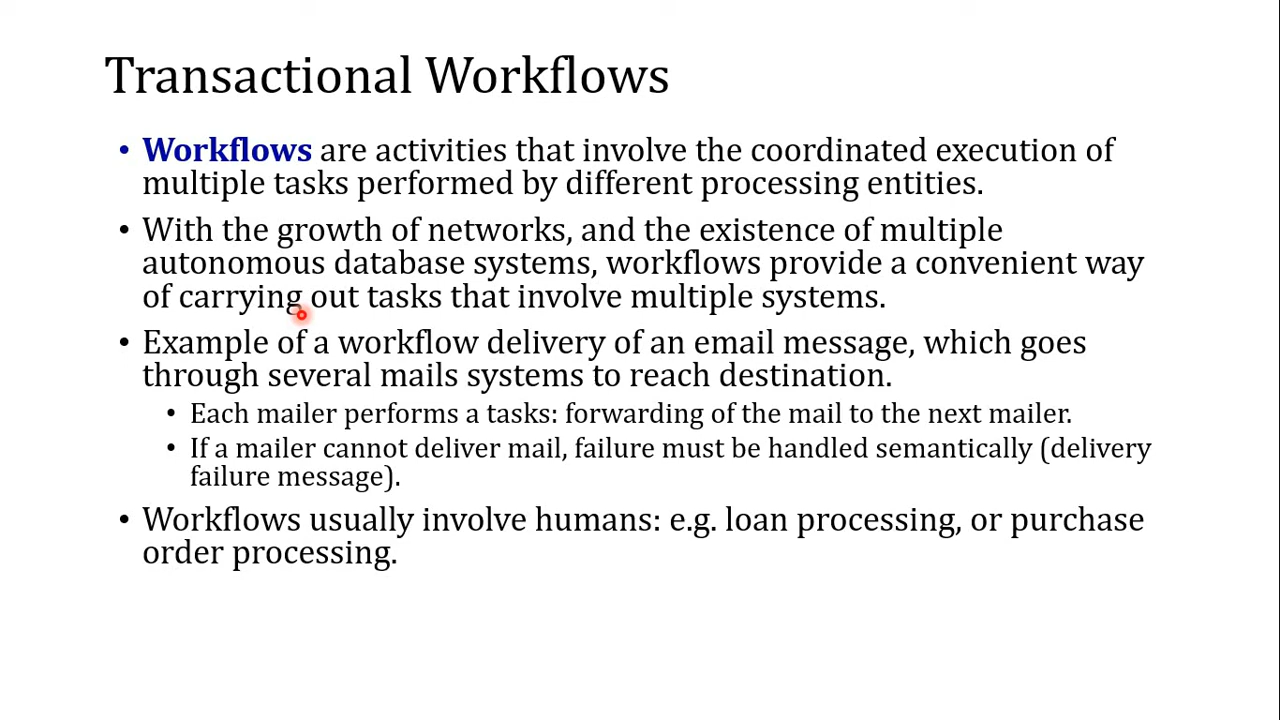 Transactional Workflows
• Workflows are activities that involve the coordinated execution of
multiple tasks performed by different processing entities.
• With the growth of networks, and the existence of multiple
autonomous database systems, workflows provide a convenient way
of carrying out tasks that involve multiple systems.
• Example of a workflow delivery of an email message, which goes
through several mails systems to reach destination.
• Each mailer performs a tasks: forwarding of the mail to the next mailer.
• If a mailer cannot deliver mail, failure must be handled semantically (delivery
failure message).
• Workflows usually involve humans: e.g. loan processing, or purchase
order processing.